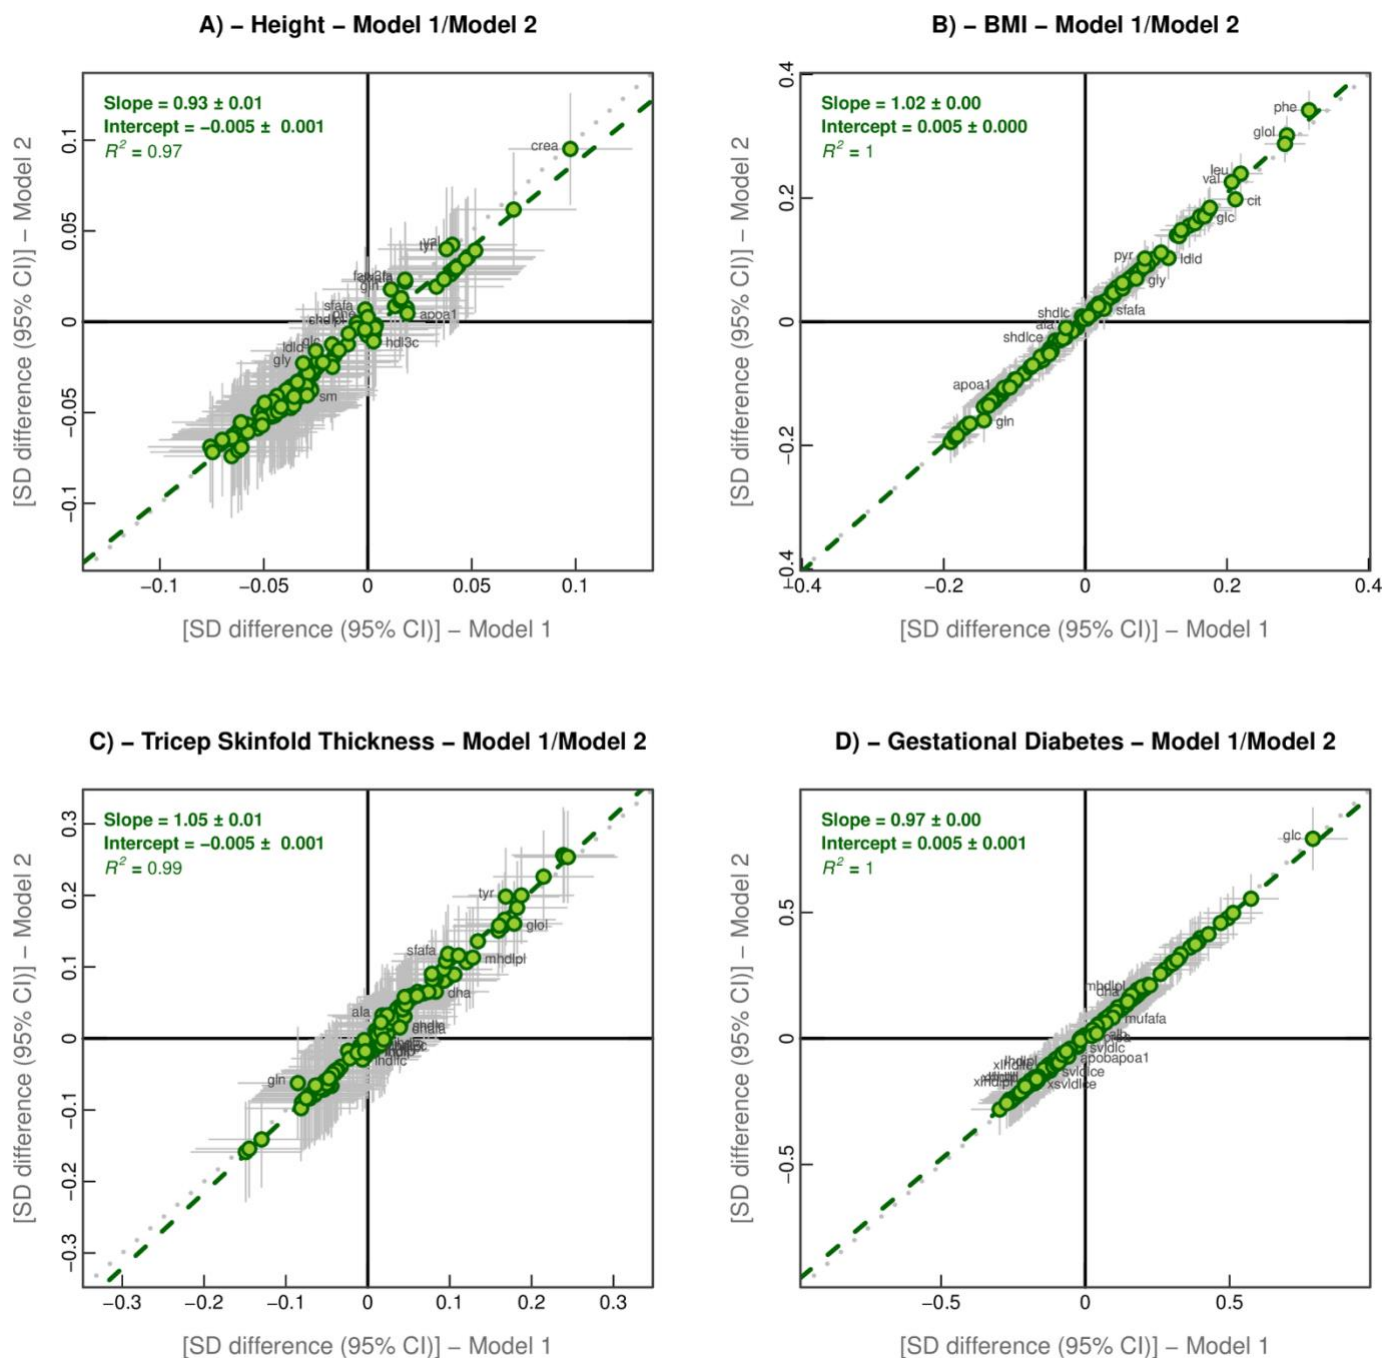 A) − Height − Model 1/Model 2
Slope = 0.93 ± 0.01
Intercept = −0.005 ± 0.001
R² = 0.97
[SD difference (95% CI)] − Model 2
0.1
0.05
0
−0.05
−0.1
crea
val
tyr
gln
sfafa
apoa1
hdl3c
glc
ldld
gly
sm
−0.1
−0.05
0
0.05
0.1
[SD difference (95% CI)] − Model 1
B) − BMI − Model 1/Model 2
Slope = 1.02 ± 0.00
Intercept = 0.005 ± 0.000
R² = 1
[SD difference (95% CI)] − Model 2
0.4
0.2
0
−0.2
−0.4
phe
glol
leu
val
cit
glc
pyr
ldld
gly
sfafa
shdlc
ala
shdlce
apoa1
gln
−0.4
−0.2
0
0.2
0.4
[SD difference (95% CI)] − Model 1
C) − Tricep Skinfold Thickness − Model 1/Model 2
Slope = 1.05 ± 0.01
Intercept = −0.005 ± 0.001
R² = 0.99
[SD difference (95% CI)] − Model 2
0.3
0.2
0.1
0
−0.1
−0.2
−0.3
tyr
glol
sfafa
mhdlpl
dha
ala
gln
−0.3
−0.2
−0.1
0
0.1
0.2
0.3
[SD difference (95% CI)] − Model 1
D) − Gestational Diabetes − Model 1/Model 2
Slope = 0.97 ± 0.00
Intercept = 0.005 ± 0.001
R² = 1
[SD difference (95% CI)] − Model 2
0.5
0
−0.5
glc
mhdlpl
dha
mufafa
alb
svldlc
apobapoa1
svldlce
xsvldlce
−0.5
0
0.5
[SD difference (95% CI)] − Model 1